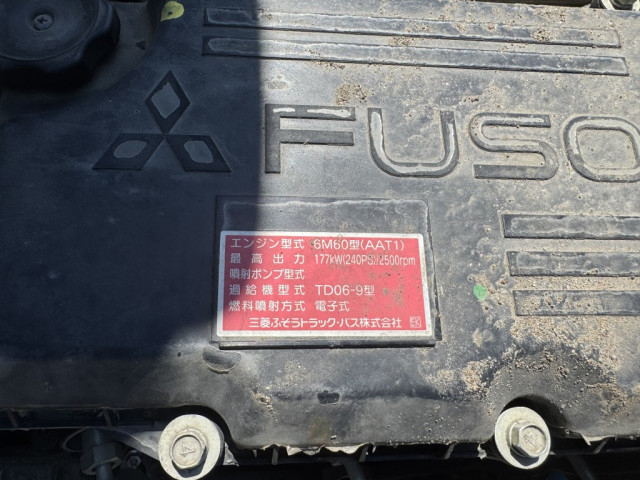 FUSO
エンジン型式 6M60型(AAT1)
最高出力 177kW(240PS)/2500rpm
噴射ポンプ型式
過給機型式 TD06-9型
燃料噴射方式 電子式
三菱ふそうトラック・バス株式会社